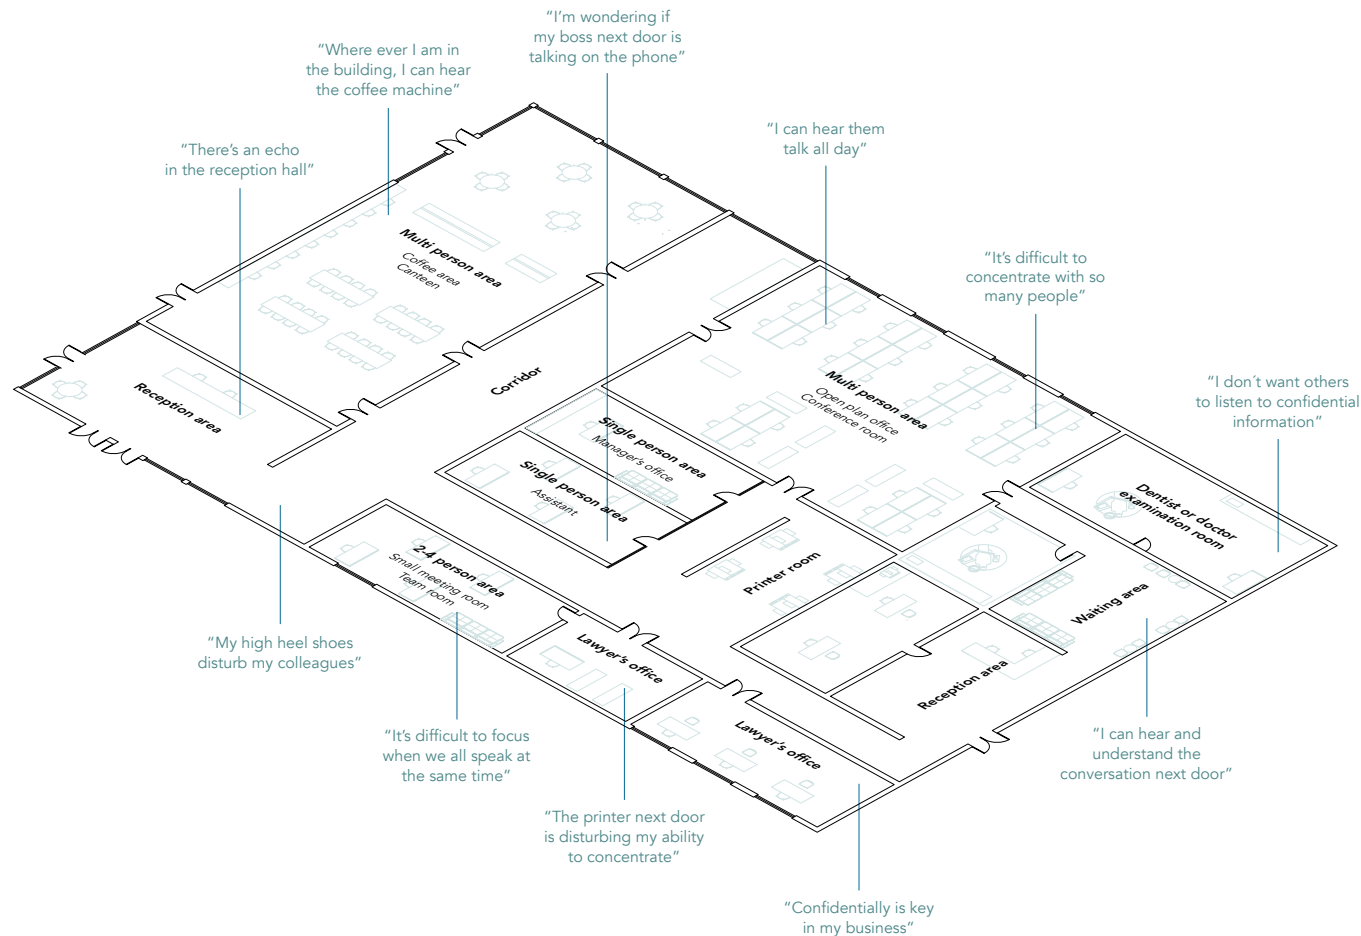 “I’m wondering if
my boss next door is
talking on the phone”
“Where ever I am in
the building, I can hear
the coffee machine”
“There’s an echo
in the reception hall”
“I can hear them
talk all day”
“It’s difficult to
concentrate with so
many people”
“I don´t want others
to listen to confidential
information”
Multi person area
Coffee area
Canteen
Reception area
Corridor
Multi person area
Open plan office
Conference room
Single person area
Manager’s office
Single person area
Assistant
Dentist or doctor
examination room
2-4 person area
Small meeting room
Team room
Printer room
Waiting area
Lawyer’s office
Reception area
Lawyer’s office
“My high heel shoes
disturb my colleagues”
“It’s difficult to focus
when we all speak at
the same time”
“The printer next door
is disturbing my ability
to concentrate”
“I can hear and
understand the
conversation next door”
“Confidentially is key
in my business”